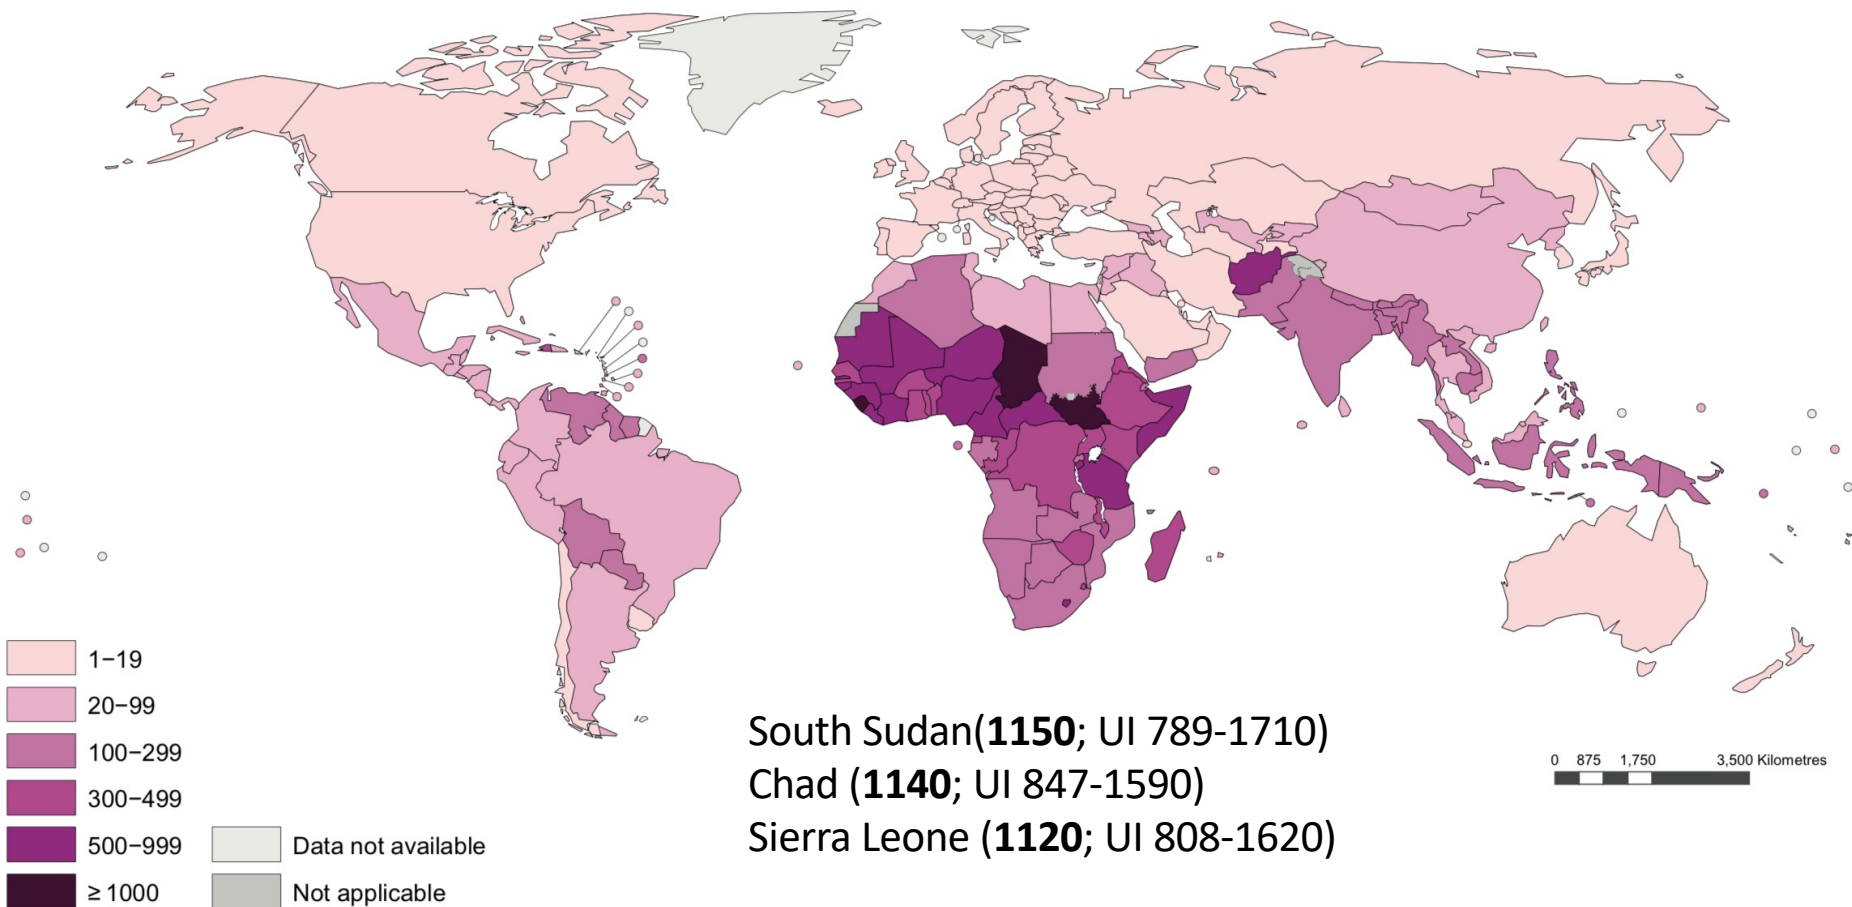 1−19
20−99
100−299
300−499
500−999
≥ 1000
Data not available
Not applicable
South Sudan(1150; UI 789-1710)
Chad (1140; UI 847-1590)
Sierra Leone (1120; UI 808-1620)
0 875 1,750 3,500 Kilometres